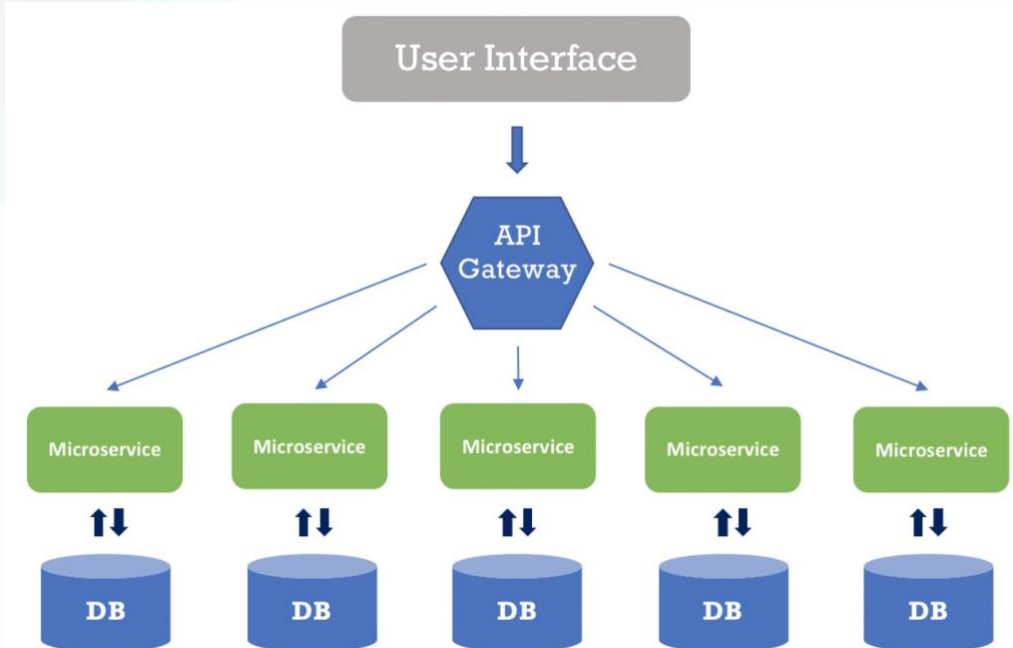 User Interface
API
Gateway
Microservice
Microservice
Microservice
Microservice
Microservice
DB
DB
DB
DB
DB